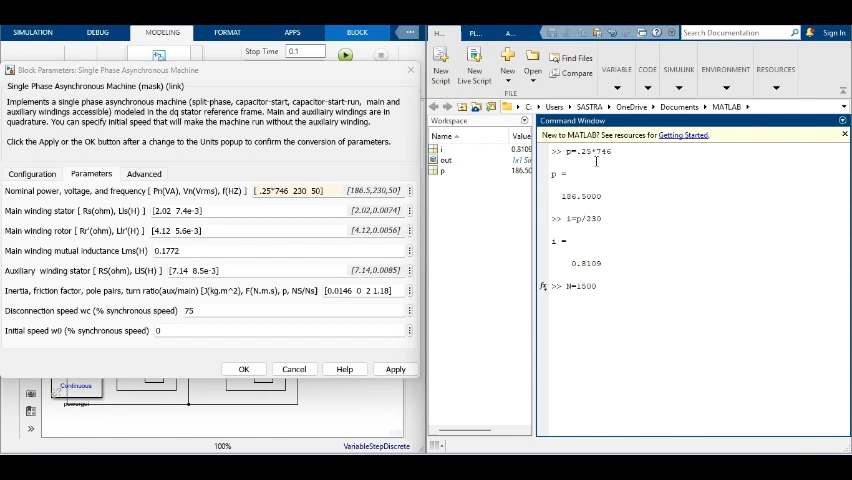 SIMULATION DEBUG MODELING FORMAT APPS BLOCK
Stop Time 0.1
Block Parameters: Single Phase Asynchronous Machine
Single Phase Asynchronous Machine (mask) (link)
Implements a single phase asynchronous machine (split-phase, capacitor-start, capacitor-start-run, main and
auxiliary windings accessible) modeled in the dq stator reference frame. Main and auxiliairy windings are in
quadrature. You can specify initial speed that will make the machine run without the auxiliairy winding.
Click the Apply or the OK button after a change to the Units popup to confirm the conversion of parameters.
Configuration Parameters Advanced
Nominal power, voltage, and frequency [ Pn(VA), Vn(Vrms), f(HZ) ] [ .25*746 230 50] [186.5,230,50]
Main winding stator [ Rs(ohm), Lls(H)] [2.02 7.4e-3] [2.02,0.0074]
Main winding rotor [ Rr'(ohm), Llr'(H)] [4.12 5.6e-3] [4.12,0.0056]
Main winding mutual inductance Lms(H) 0.1772
Auxiliary winding stator [ RS(ohm), LlS(H)] [7.14 8.5e-3] [7.14,0.0085]
Inertia, friction factor, pole pairs, turn ratio(aux/main) [J(kg.m^2), F(N.m.s), p, NS/Ns] [0.0146 0 2 1.18]
Disconnection speed wc (% synchronous speed) 75
Initial speed w0 (% synchronous speed) 0
OK Cancel Help Apply
Continuous
powergui
100% VariableStepDiscrete
H... PL... A...
Search Documentation Sign In
New Script
New Live Script
New
Open
Find Files
Compare
FILE
VARIABLE
SIMULINK
ENVIRONMENT
RESOURCES
C: Users SASTRA OneDrive Documents MATLAB
Workspace
Name Value
i 0.8109
out 1x1 Sim
p 186.50
Command Window
New to MATLAB? See resources for Getting Started.
>> p=.25*746
p =
186.5000
>> i=p/230
i =
0.8109
fx >> N=1500